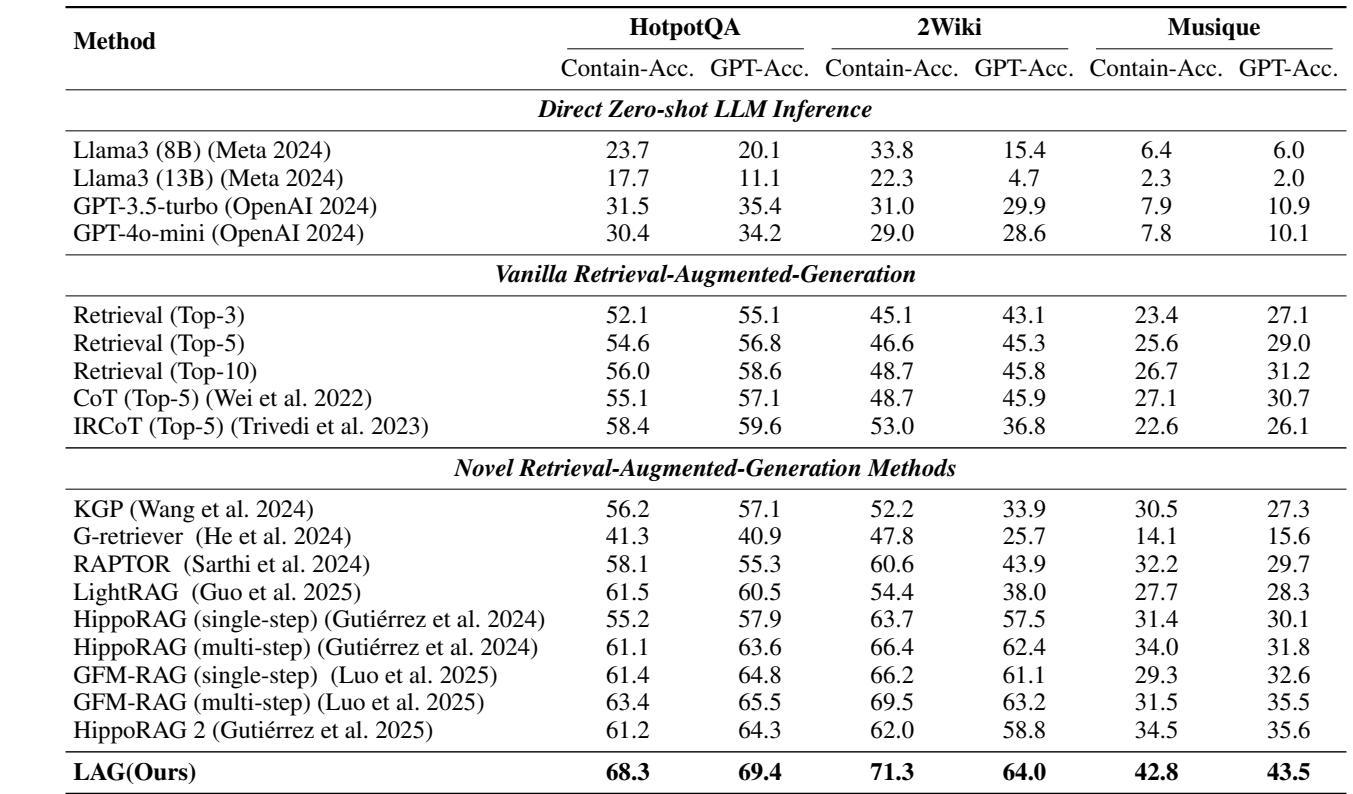 Method HotpotQA 2Wiki Musique
Contain-Acc. GPT-Acc. Contain-Acc. GPT-Acc. Contain-Acc. GPT-Acc.
Direct Zero-shot LLM Inference
Llama3 (8B) (Meta 2024) 23.7 20.1 33.8 15.4 6.4 6.0
Llama3 (13B) (Meta 2024) 17.7 11.1 22.3 4.7 2.3 2.0
GPT-3.5-turbo (OpenAI 2024) 31.5 35.4 31.0 29.9 7.9 10.9
GPT-4o-mini (OpenAI 2024) 30.4 34.2 29.0 28.6 7.8 10.1
Vanilla Retrieval-Augmented-Generation
Retrieval (Top-3) 52.1 55.1 45.1 43.1 23.4 27.1
Retrieval (Top-5) 54.6 56.8 46.6 45.3 25.6 29.0
Retrieval (Top-10) 56.0 58.6 48.7 45.8 26.7 31.2
CoT (Top-5) (Wei et al. 2022) 55.1 57.1 48.7 45.9 27.1 30.7
IRCoT (Top-5) (Trivedi et al. 2023) 58.4 59.6 53.0 36.8 22.6 26.1
Novel Retrieval-Augmented-Generation Methods
KGP (Wang et al. 2024) 56.2 57.1 52.2 33.9 30.5 27.3
G-retriever (He et al. 2024) 41.3 40.9 47.8 25.7 14.1 15.6
RAPTOR (Sarthi et al. 2024) 58.1 55.3 60.6 43.9 32.2 29.7
LightRAG (Guo et al. 2025) 61.5 60.5 54.4 38.0 27.7 28.3
HippoRAG (single-step) (Gutiérrez et al. 2024) 55.2 57.9 63.7 57.5 31.4 30.1
HippoRAG (multi-step) (Gutiérrez et al. 2024) 61.1 63.6 66.4 62.4 34.0 31.8
GFM-RAG (single-step) (Luo et al. 2025) 61.4 64.8 66.2 61.1 29.3 32.6
GFM-RAG (multi-step) (Luo et al. 2025) 63.4 65.5 69.5 63.2 31.5 35.5
HippoRAG 2 (Gutiérrez et al. 2025) 61.2 64.3 62.0 58.8 34.5 35.6
LAG(Ours) 68.3 69.4 71.3 64.0 42.8 43.5